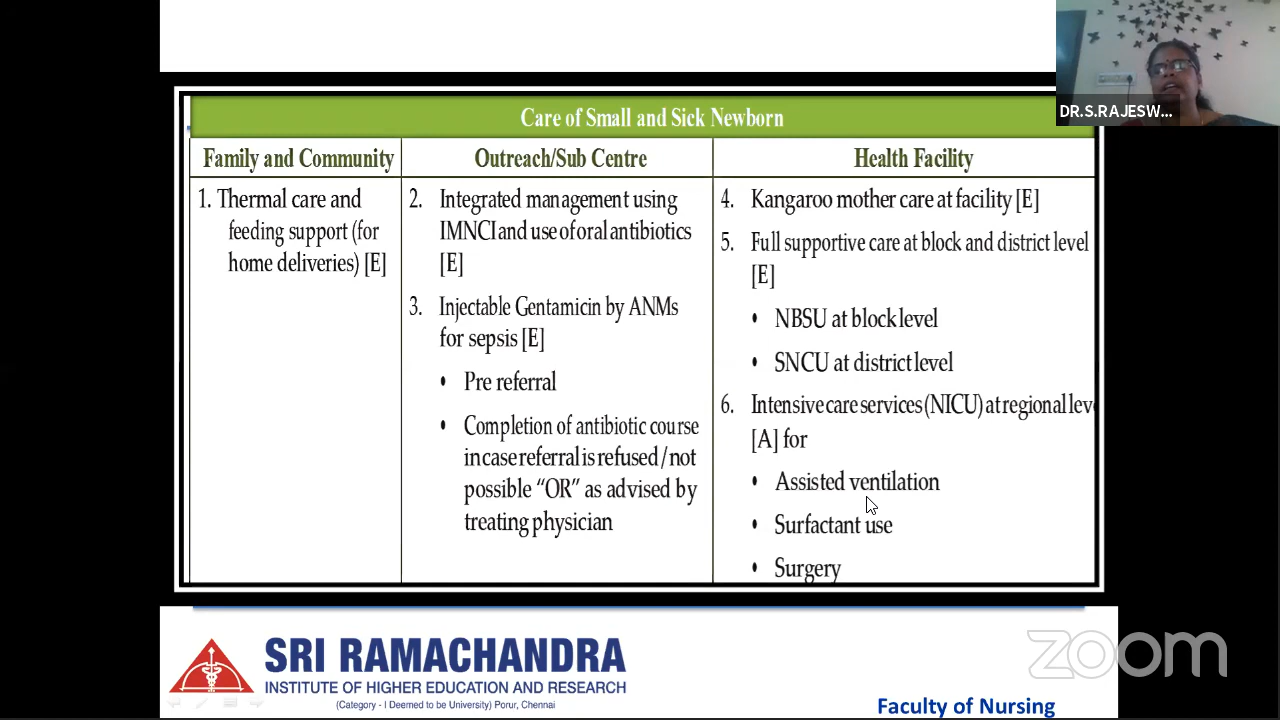 DR.S.RAJESW...
Care of Small and Sick Newborn
Family and Community
1. Thermal care and
feeding support (for
home deliveries) [E]
Outreach/Sub Centre
2. Integrated management using
IMNCI and use of oral antibiotics
[E]
3. Injectable Gentamicin by ANMs
for sepsis [E]
• Pre referral
• Completion of antibiotic course
in case referral is refused / not
possible “OR” as advised by
treating physician
Health Facility
4. Kangaroo mother care at facility [E]
5. Full supportive care at block and district level
[E]
• NBSU at block level
• SNCU at district level
6. Intensive care services (NICU) at regional lev
[A] for
• Assisted ventilation
• Surfactant use
• Surgery
SRI RAMACHANDRA
INSTITUTE OF HIGHER EDUCATION AND RESEARCH
(Category - I Deemed to be University) Porur, Chennai
Faculty of Nursing
zoom